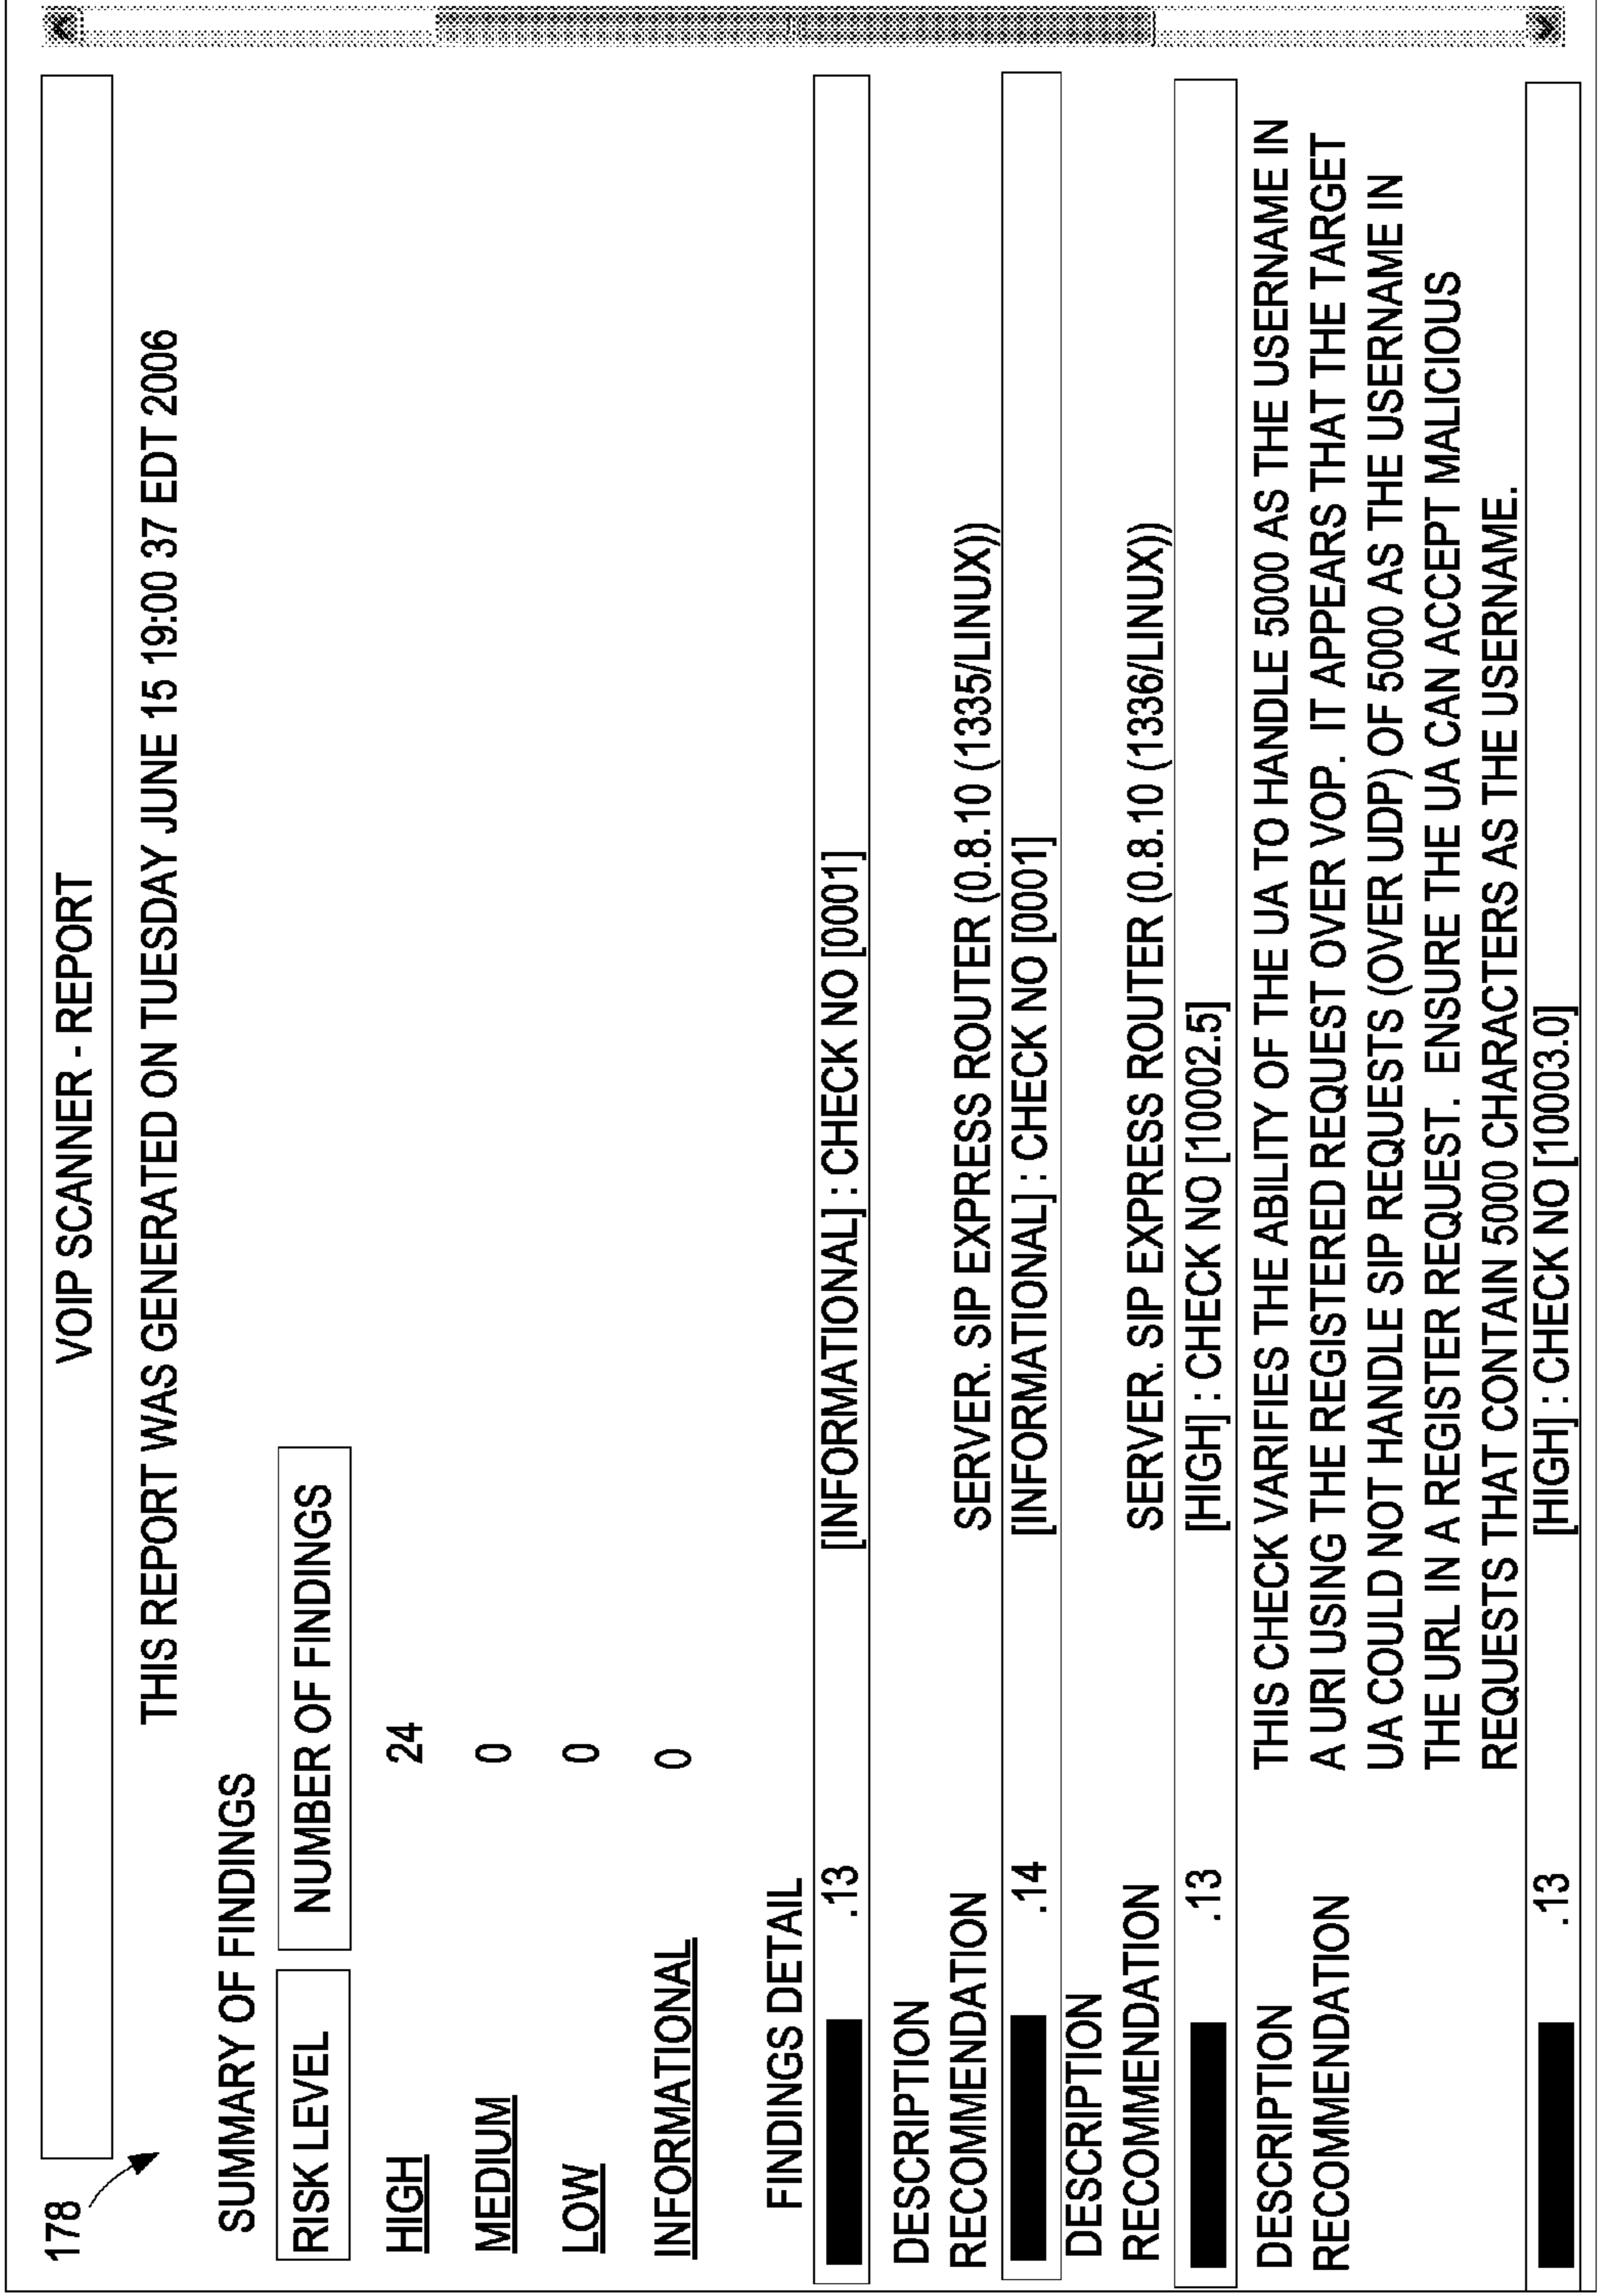 178
VOIP SCANNER - REPORT
THIS REPORT WAS GENERATED ON TUESDAY JUNE 15 19:00 37 EDT 2006
SUMMARY OF FINDINGS
RISK LEVEL NUMBER OF FINDINGS
HIGH 24
MEDIUM 0
LOW 0
INFORMATIONAL 0
FINDINGS DETAIL
.13 [INFORMATIONAL] : CHECK NO [0001]
DESCRIPTION
RECOMMENDATION SERVER. SIP EXPRESS ROUTER (0.8.10 (1335/LINUX))
.14 [INFORMATIONAL] : CHECK NO [0001]
DESCRIPTION
RECOMMENDATION SERVER. SIP EXPRESS ROUTER (0.8.10 (1336/LINUX))
.13 [HIGH] : CHECK NO [10002.5]
DESCRIPTION THIS CHECK VARIFIES THE ABILITY OF THE UA TO HANDLE 5000 AS THE USERNAME IN
RECOMMENDATION A URI USING THE REGISTERED REQUEST OVER VOP. IT APPEARS THAT THE TARGET
UA COULD NOT HANDLE SIP REQUESTS (OVER UDP) OF 5000 AS THE USERNAME IN
THE URL IN A REGISTER REQUEST. ENSURE THE UA CAN ACCEPT MALICIOUS
REQUESTS THAT CONTAIN 5000 CHARACTERS AS THE USERNAME.
.13 [HIGH] : CHECK NO [10003.0]